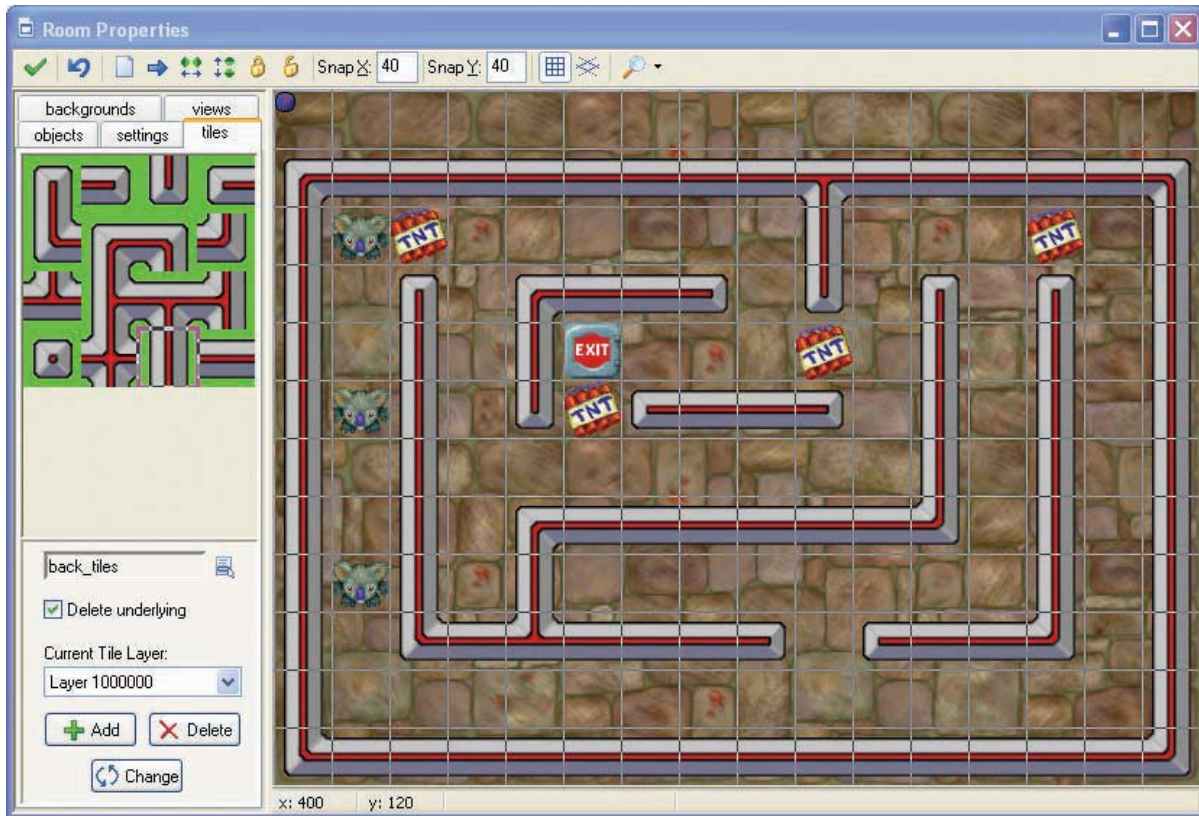 Room Properties
Snap X: 40 Snap Y: 40
backgrounds views
objects settings tiles
TNT
TNT
EXIT
TNT
TNT
back_tiles
Delete underlying
Current Tile Layer:
Layer 1000000
Add Delete
Change
x: 400 y: 120